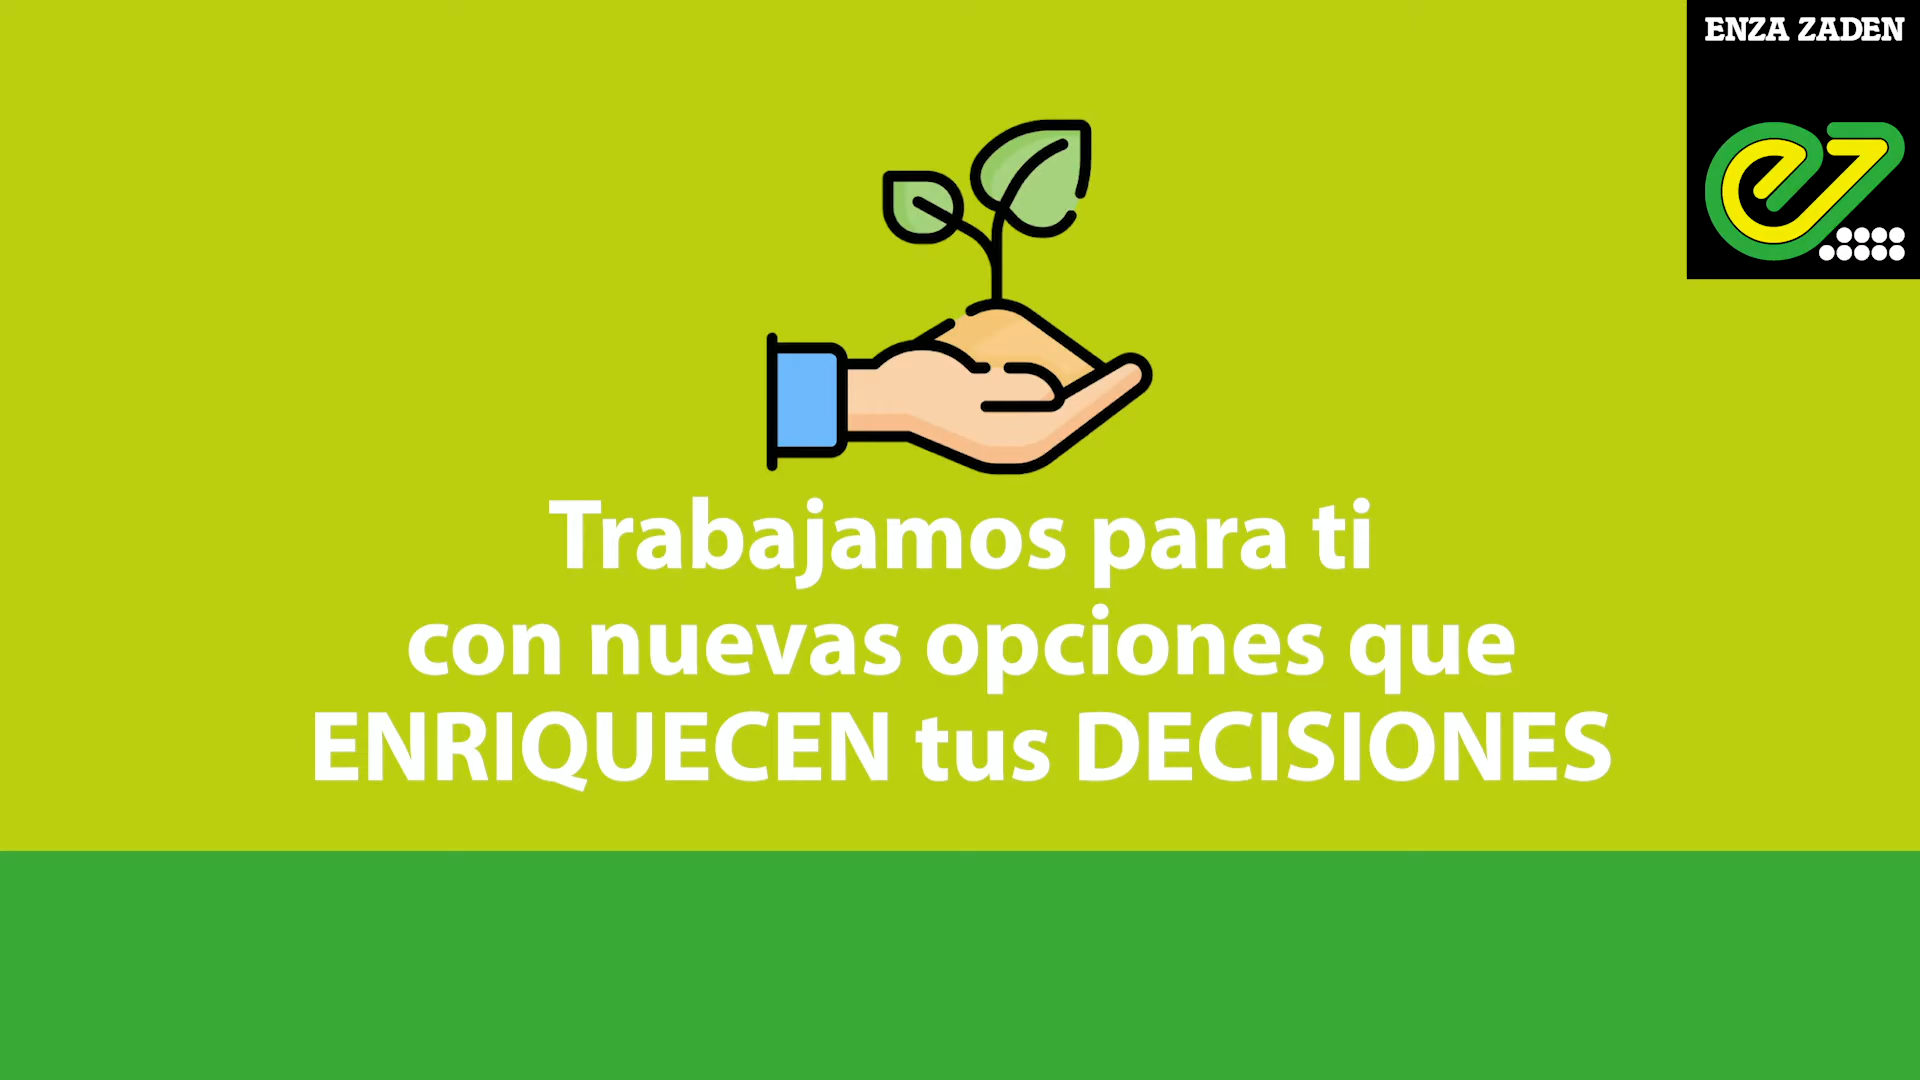 ENZA ZADEN
Trabajamos para ti
con nuevas opciones que
ENRIQUECEN tus DECISIONES